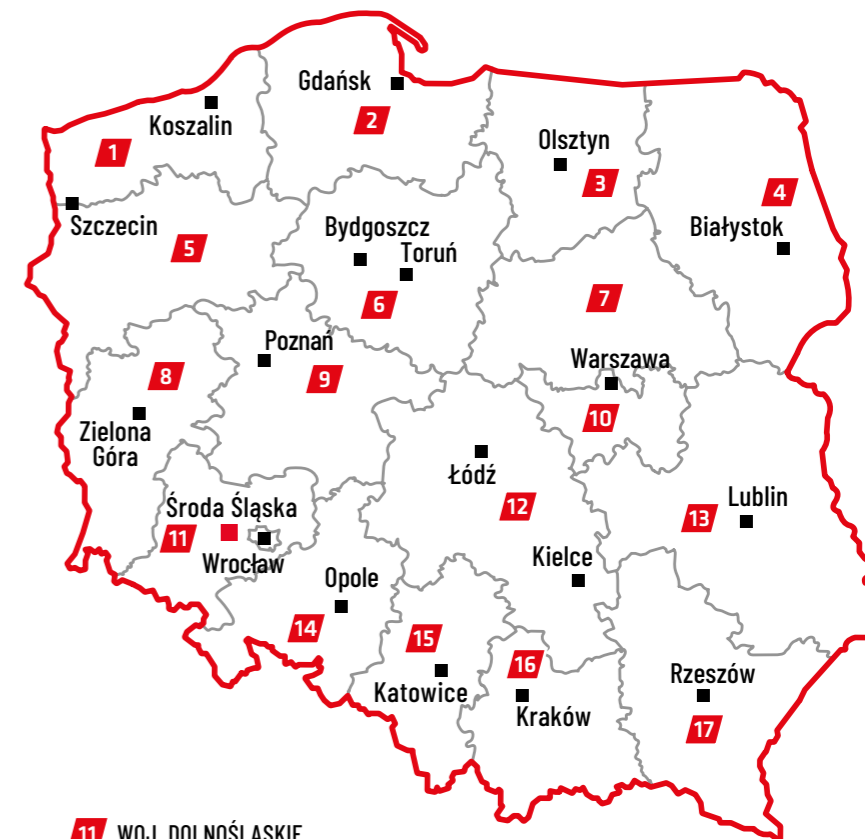 Gdańsk
Koszalin
2
1
Olsztyn
3
4
Szczecin
5
Bydgoszcz
Toruń
Białystok
6
7
Poznań
8
9
Warszawa
10
Zielona
Góra
Łódź
12
Środa Śląska
11
Wrocław
13
Lublin
Kielce
Opole
14
15
16
Katowice
Kraków
Rzeszów
17
11 WOJ. DOLNOŚLĄSKIE